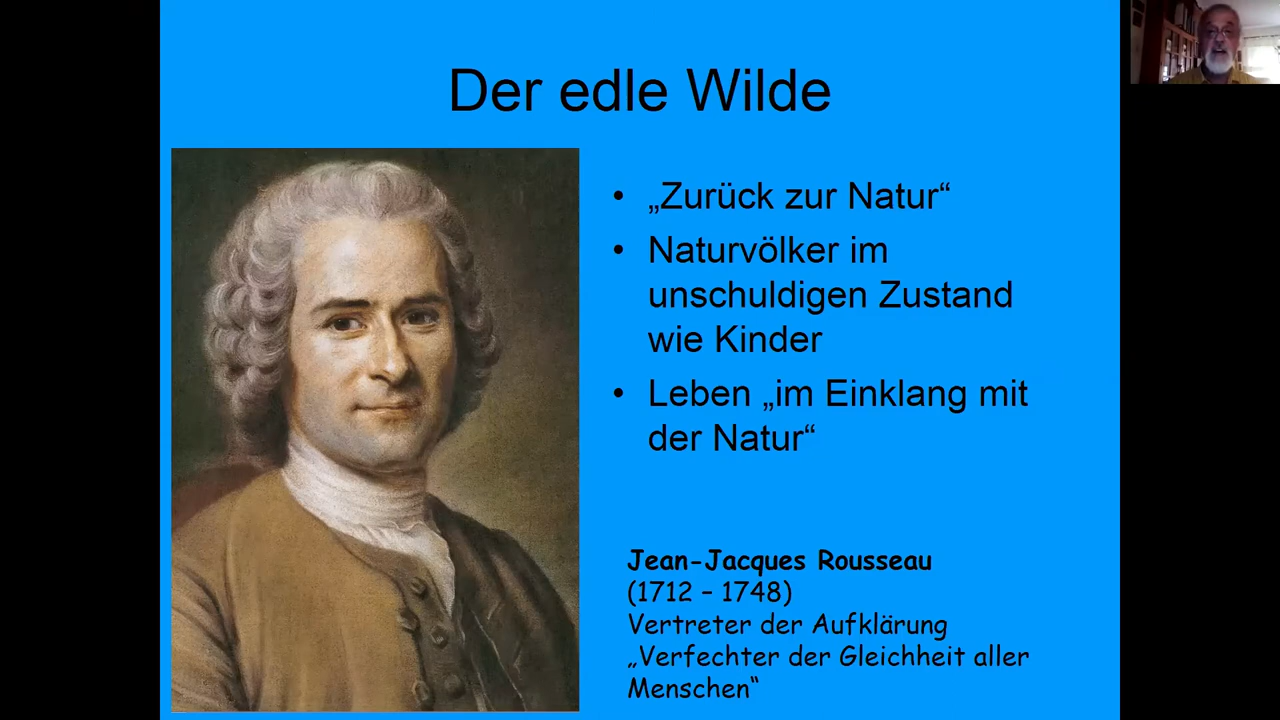 Der edle Wilde
• „Zurück zur Natur“
• Naturvölker im
unschuldigen Zustand
wie Kinder
• Leben „im Einklang mit
der Natur“
Jean-Jacques Rousseau
(1712 – 1748)
Vertreter der Aufklärung
„Verfechter der Gleichheit aller
Menschen“